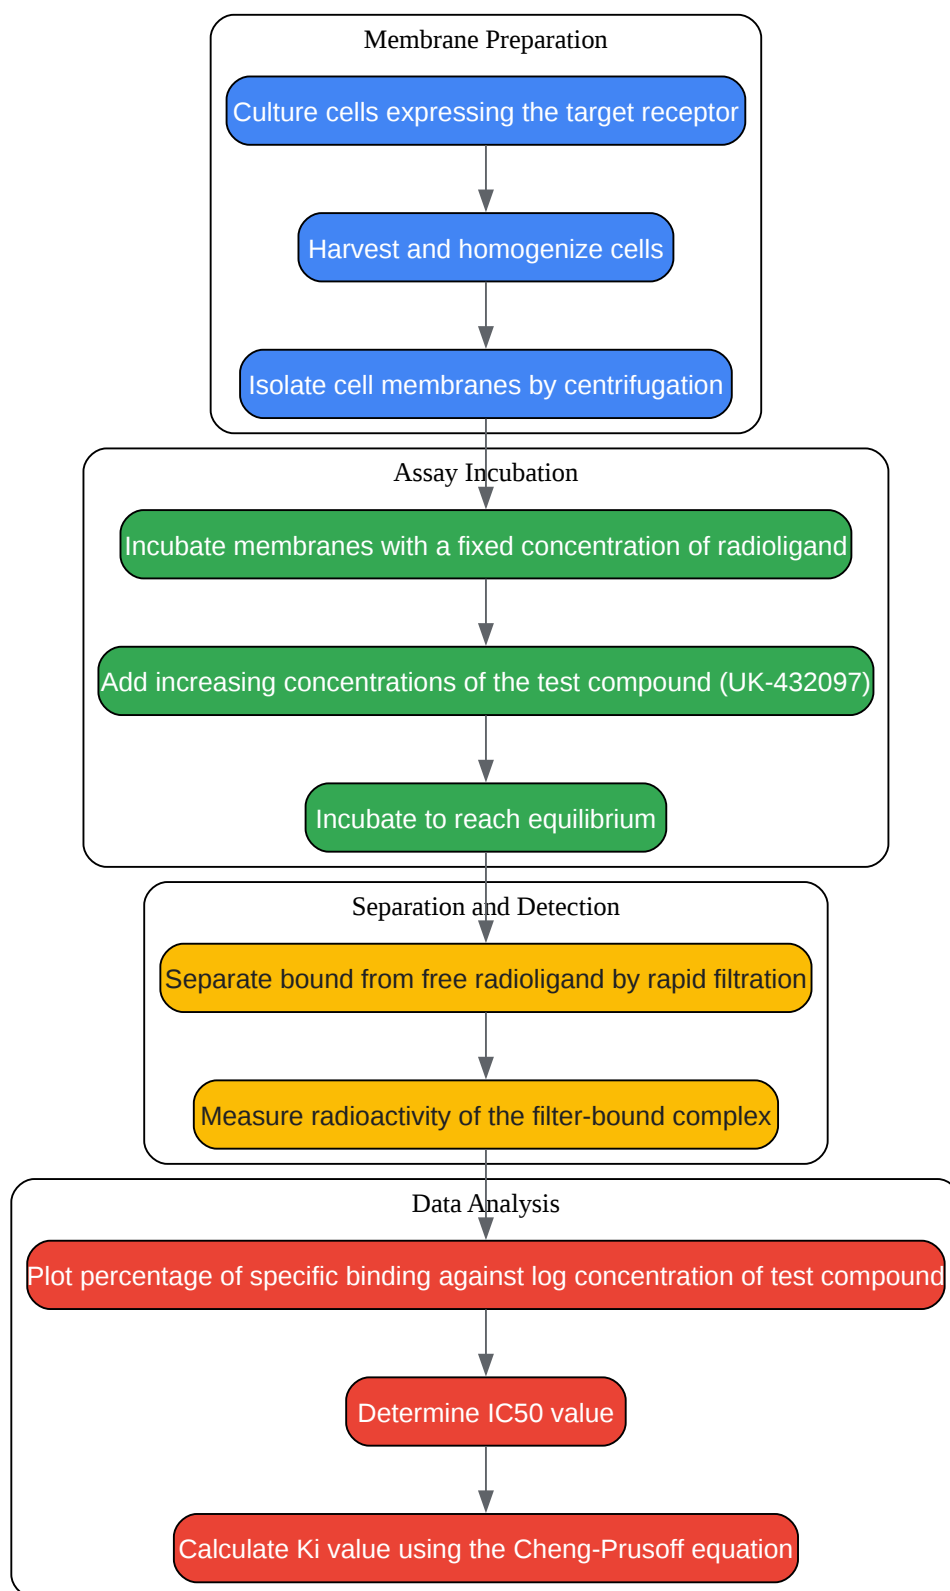 Membrane Preparation
Culture cells expressing the target receptor
Harvest and homogenize cells
Isolate cell membranes by centrifugation
Assay Incubation
Incubate membranes with a fixed concentration of radioligand
Add increasing concentrations of the test compound (UK-432097)
Incubate to reach equilibrium
Separation and Detection
Separate bound from free radioligand by rapid filtration
Measure radioactivity of the filter-bound complex
Data Analysis
Plot percentage of specific binding against log concentration of test compound
Determine IC50 value
Calculate Ki value using the Cheng-Prusoff equation